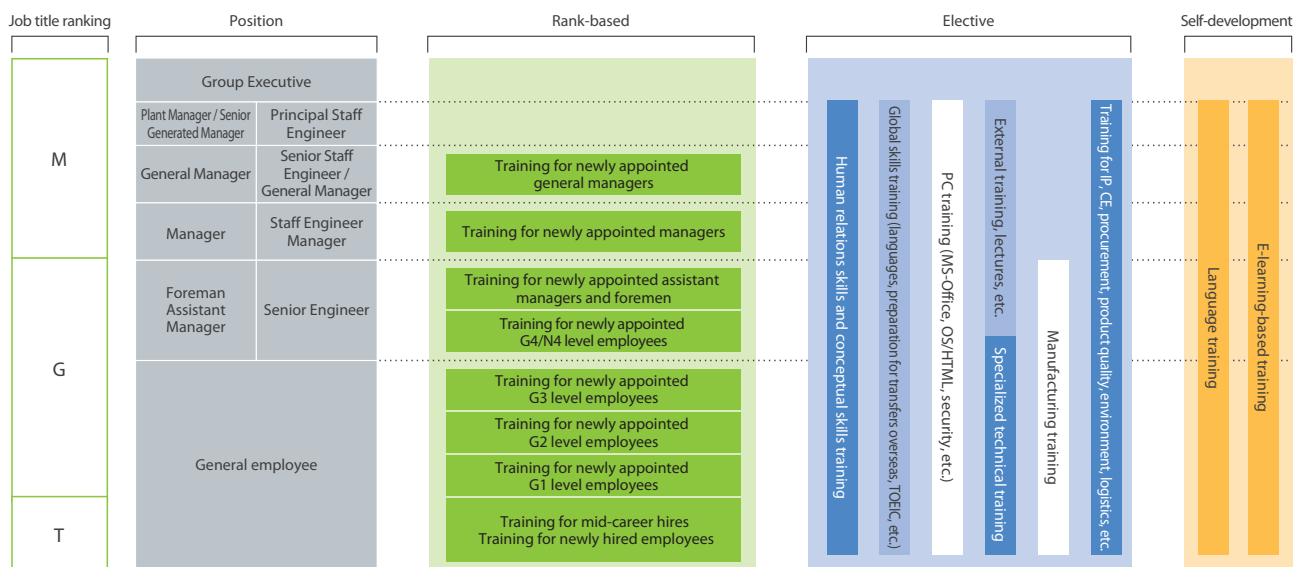 Job title ranking
Position
Rank-based
Elective
Self-development
M
G
T
Group Executive
Plant Manager / Senior
Generated Manager
Principal Staff
Engineer
General Manager
Senior Staff
Engineer /
General Manager
Manager
Staff Engineer
Manager
Foreman
Assistant
Manager
Senior Engineer
General employee
Training for newly appointed
general managers
Training for newly appointed managers
Training for newly appointed assistant
managers and foremen
Training for newly appointed
G4/N4 level employees
Training for newly appointed
G3 level employees
Training for newly appointed
G2 level employees
Training for newly appointed
G1 level employees
Training for mid-career hires
Training for newly hired employees
Human relations skills and conceptual skills training
Global skills training (languages, preparation for transfers overseas, TOEIC, etc.)
PC training (MS-Office, OS/HTML, security, etc.)
External training, lectures, etc.
Specialized technical training
Manufacturing training
Training for IP, CE, procurement, product quality, environment, logistics, etc.
Language training
E-learning-based training